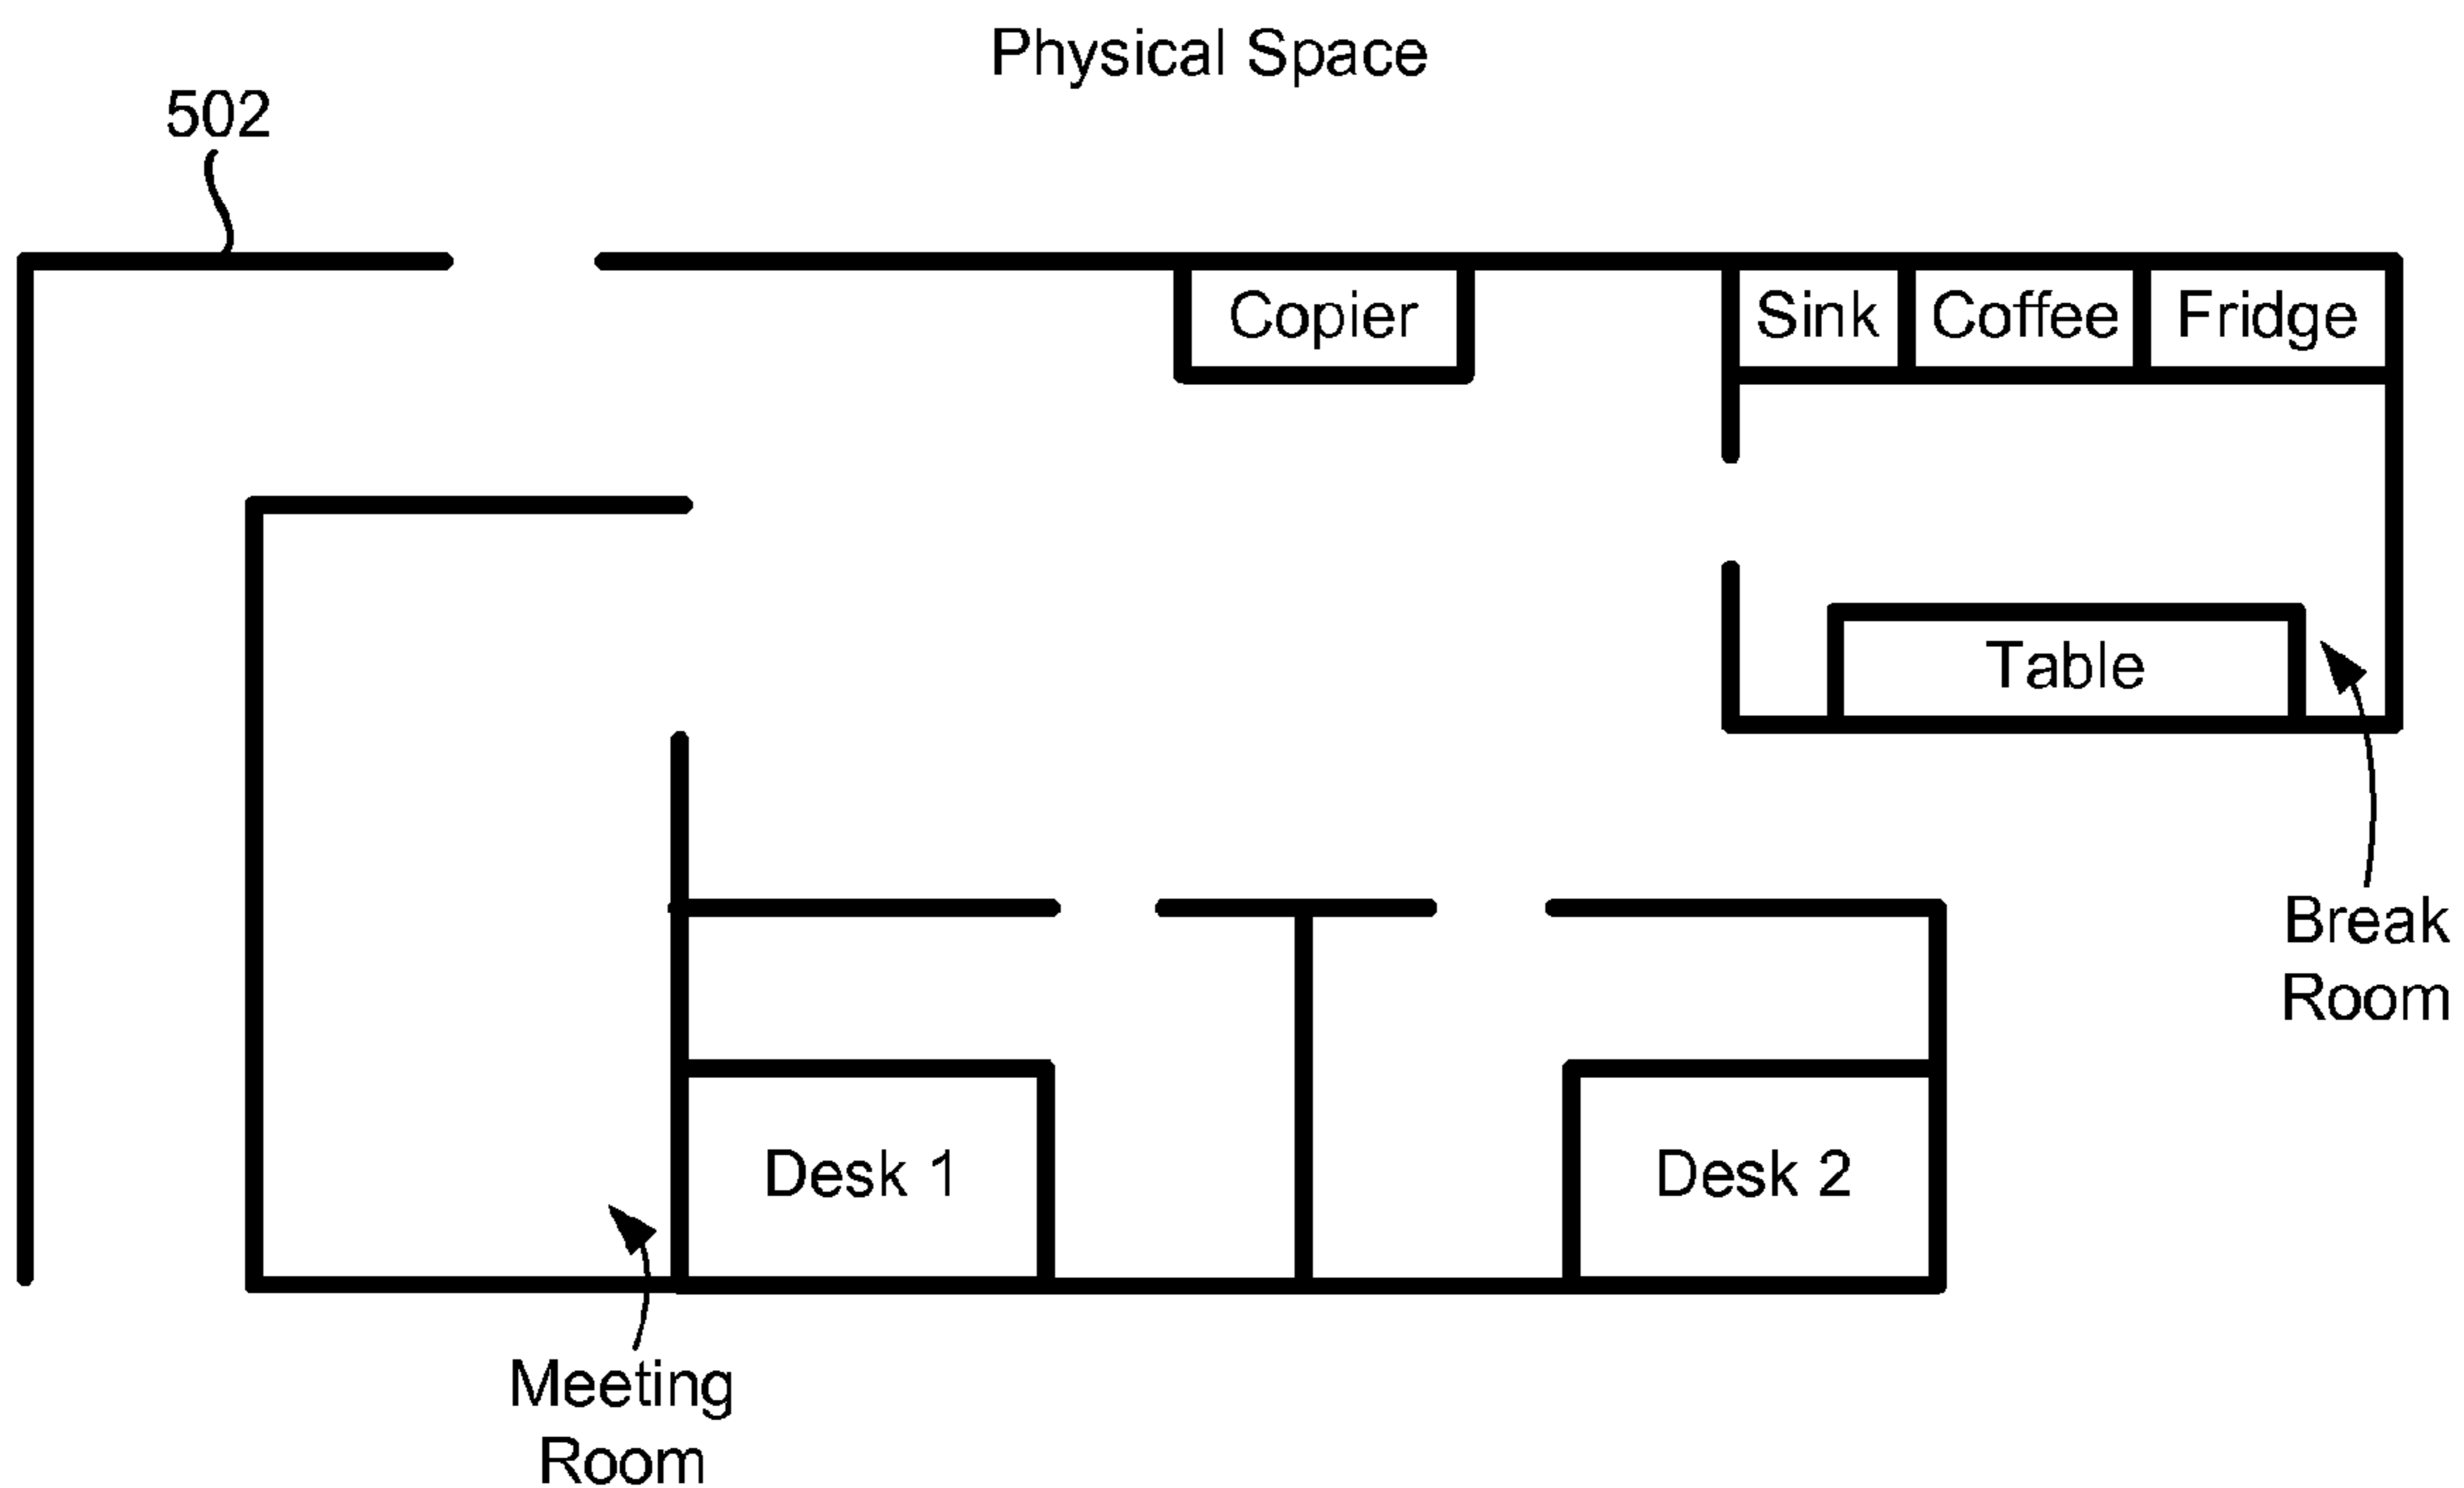 Physical Space
502
Copier
Sink
Coffee
Fridge
Table
Break
Room
Desk 1
Desk 2
Meeting
Room